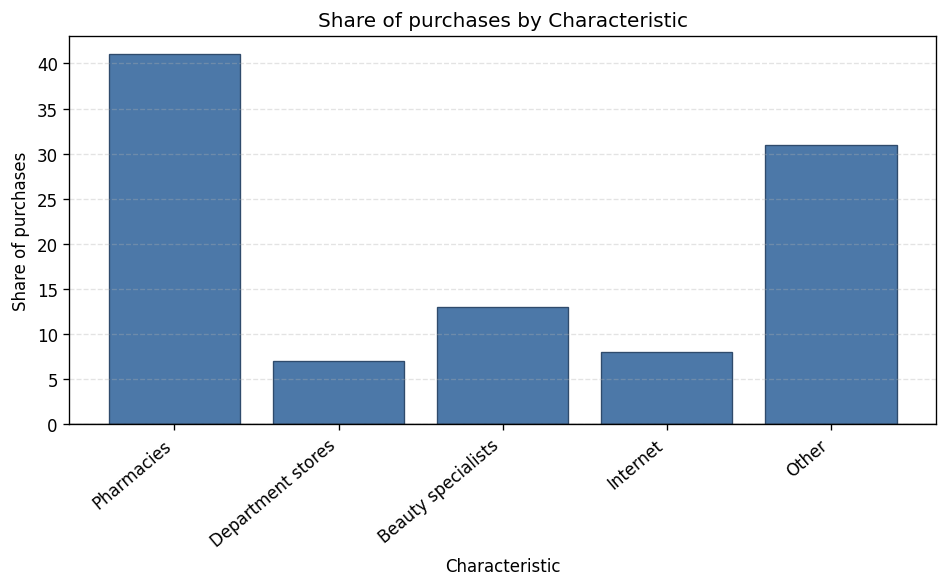 Share of purchases by Characteristic
Share of purchases
40
35
30
25
20
15
10
5
0
Pharmacies
Department stores
Beauty specialists
Internet
Other
Characteristic